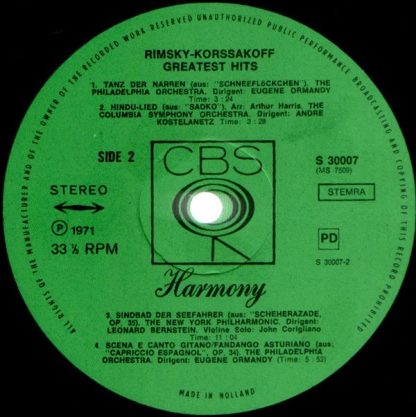 ALL RIGHTS OF THE MANUFACTURER AND OF THE OWNER OF THE RECORDED WORK RESERVED UNAUTHORIZED PUBLIC PERFORMANCE BROADCASTING AND COPYING OF THIS RECORD PROHIBITED
RIMSKY-KORSSAKOFF
GREATEST HITS
1. TANZ DER NARREN (aus: "SCHNEEFLÖCKCHEN"). THE
PHILADELPHIA ORCHESTRA. Dirigent: EUGENE ORMANDY
Time: 3:24
2. HINDU-LIED (aus: "SADKO"). Arr: Arthur Harris. THE
COLUMBIA SYMPHONY ORCHESTRA. Dirigent: ANDRE
KOSTELANETZ Time: 3:28
SIDE 2
CBS
S 30007
(MS 7509)
STEREO
STEMRA
Ⓟ 1971
33 ⅓ RPM
PD
S 30007-2
Harmony
3. SINDBAD DER SEEFAHRER (aus: "SCHEHERAZADE,
OP. 35). THE NEW YORK PHILHARMONIC. Dirigent:
LEONARD BERNSTEIN. Violine Solo: John Corigliano
Time: 11:04
4. SCENA E CANTO GITANO/FANDANGO ASTURIANO (aus:
"CAPRICCIO ESPAGNOL", OP. 34). THE PHILADELPHIA
ORCHESTRA. Dirigent: EUGENE ORMANDY (Time: 5:53)
MADE IN HOLLAND